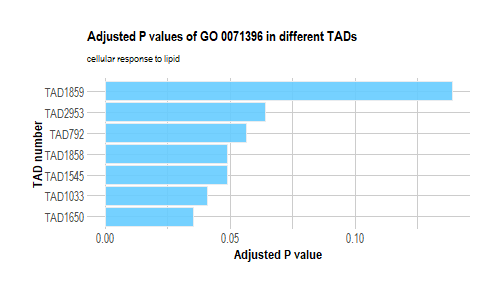 Adjusted P values of GO 0071396 in different TADs
cellular response to lipid
TAD1859
TAD2953
TAD792
TAD1858
TAD1545
TAD1033
TAD1650
TAD number
0.00 0.05 0.10
Adjusted P value